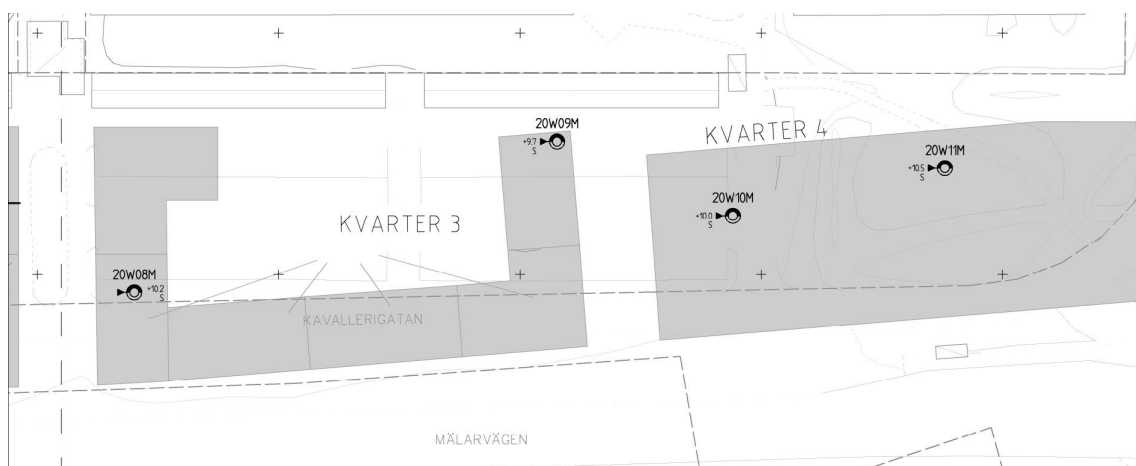 20W09M
+9.7
S
KVARTER 4
20W11M
+10.5
S
20W10M
+10.0
S
KVARTER 3
20W08M
+10.2
S
KAVALLERIGATAN
MÄLARVÄGEN